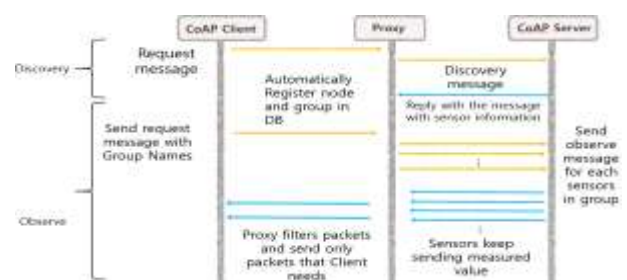 CoAP Client
Proxy
CoAP Server
Discovery
Request
message
Automatically
Register node
and group in
DB
Discovery
message
Reply with the message
with sensor information
Send request
message with
Group Names
Send
observe
message
for each
sensors
in group
Observe
Proxy filters packets
and send only
packets that Client
needs
Sensors keep
sending measured
value